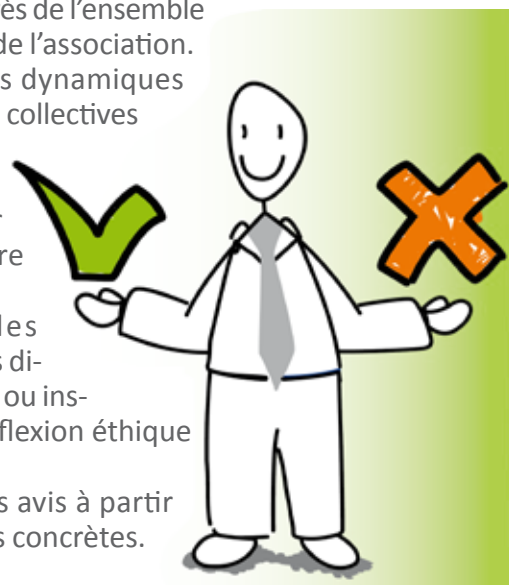 ès de l'ensemble
de l'association.
s dynamiques
collectives
re
les
s di-
ou ins-
flexion éthique
s avis à partir
s concrètes.